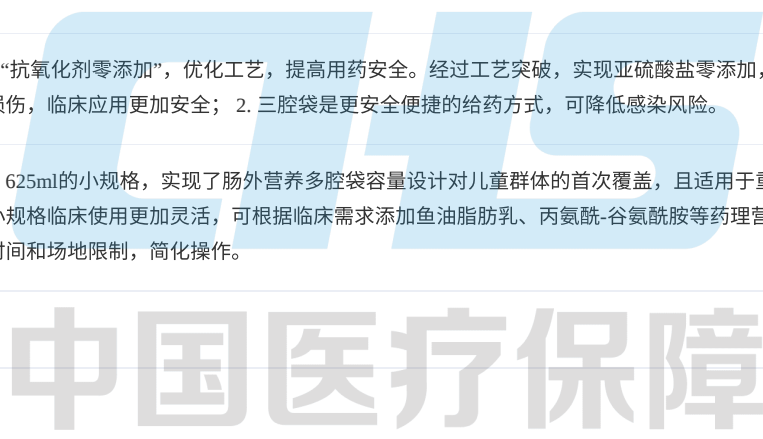 “抗氧化剂零添加”，优化工艺，提高用药安全。经过工艺突破，实现亚硫酸盐零添加，
损伤，临床应用更加安全； 2. 三腔袋是更安全便捷的给药方式，可降低感染风险。
625ml的小规格，实现了肠外营养多腔袋容量设计对儿童群体的首次覆盖，且适用于重
小规格临床使用更加灵活，可根据临床需求添加鱼油脂肪乳、丙氨酰-谷氨酰胺等药理营
时间和场地限制，简化操作。
CHS
中国医疗保障